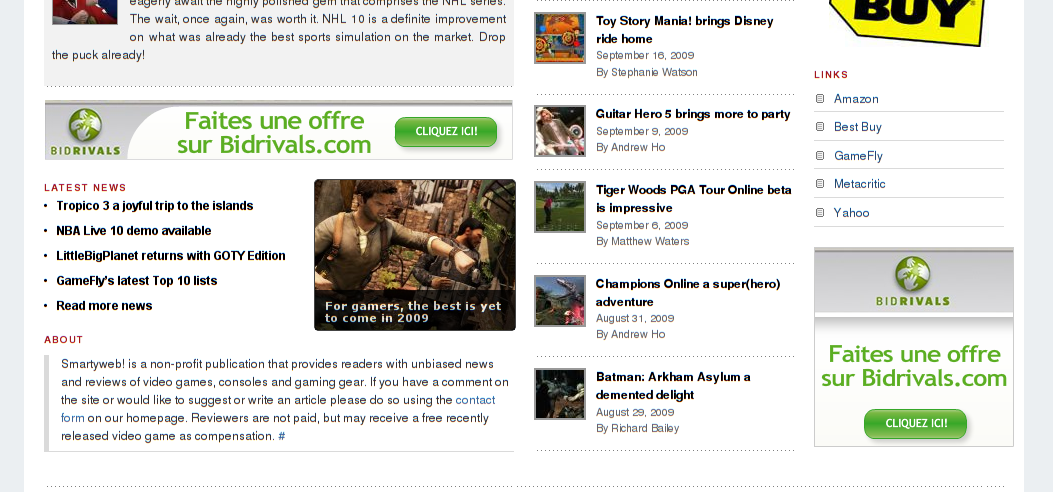 eagerly await the highly polished gem that comprises the NHL series.
The wait, once again, was worth it. NHL 10 is a definite improvement
on what was already the best sports simulation on the market. Drop
the puck already!
BIDRIVALS
Faites une offre
sur Bidrivals.com
CLIQUEZ ICI!
LATEST NEWS
• Tropico 3 a joyful trip to the islands
• NBA Live 10 demo available
• LittleBigPlanet returns with GOTY Edition
• GameFly's latest Top 10 lists
• Read more news
For gamers, the best is yet
to come in 2009
ABOUT
Smartyweb! is a non-profit publication that provides readers with unbiased news
and reviews of video games, consoles and gaming gear. If you have a comment on
the site or would like to suggest or write an article please do so using the contact
form on our homepage. Reviewers are not paid, but may receive a free recently
released video game as compensation. #
Toy Story Mania! brings Disney
ride home
September 16, 2009
By Stephanie Watson
Guitar Hero 5 brings more to party
September 9, 2009
By Andrew Ho
Tiger Woods PGA Tour Online beta
is impressive
September 6, 2009
By Matthew Waters
Champions Online a super(hero)
adventure
August 31, 2009
By Andrew Ho
Batman: Arkham Asylum a
demented delight
August 29, 2009
By Richard Bailey
BUY
LINKS
Amazon
Best Buy
GameFly
Metacritic
Yahoo
BIDRIVALS
Faites une offre
sur Bidrivals.com
CLIQUEZ ICI!